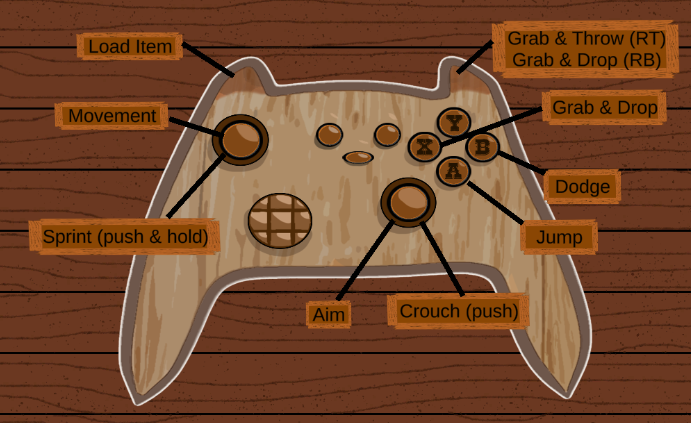 Load Item
Grab & Throw (RT)
Grab & Drop (RB)
Movement
Grab & Drop
Y
X
B
A
Dodge
Sprint (push & hold)
Jump
Aim
Crouch (push)